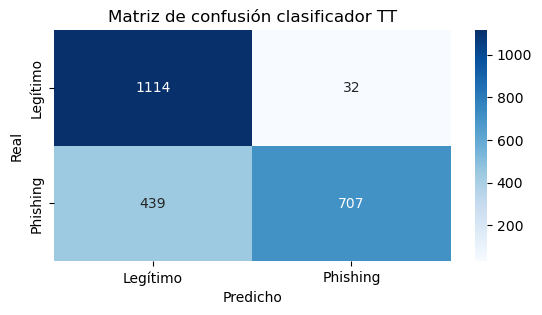 Matriz de confusión clasificador TT
Real
Legítimo
1114
32
Phishing
439
707
Legítimo
Phishing
Predicho
1000
800
600
400
200